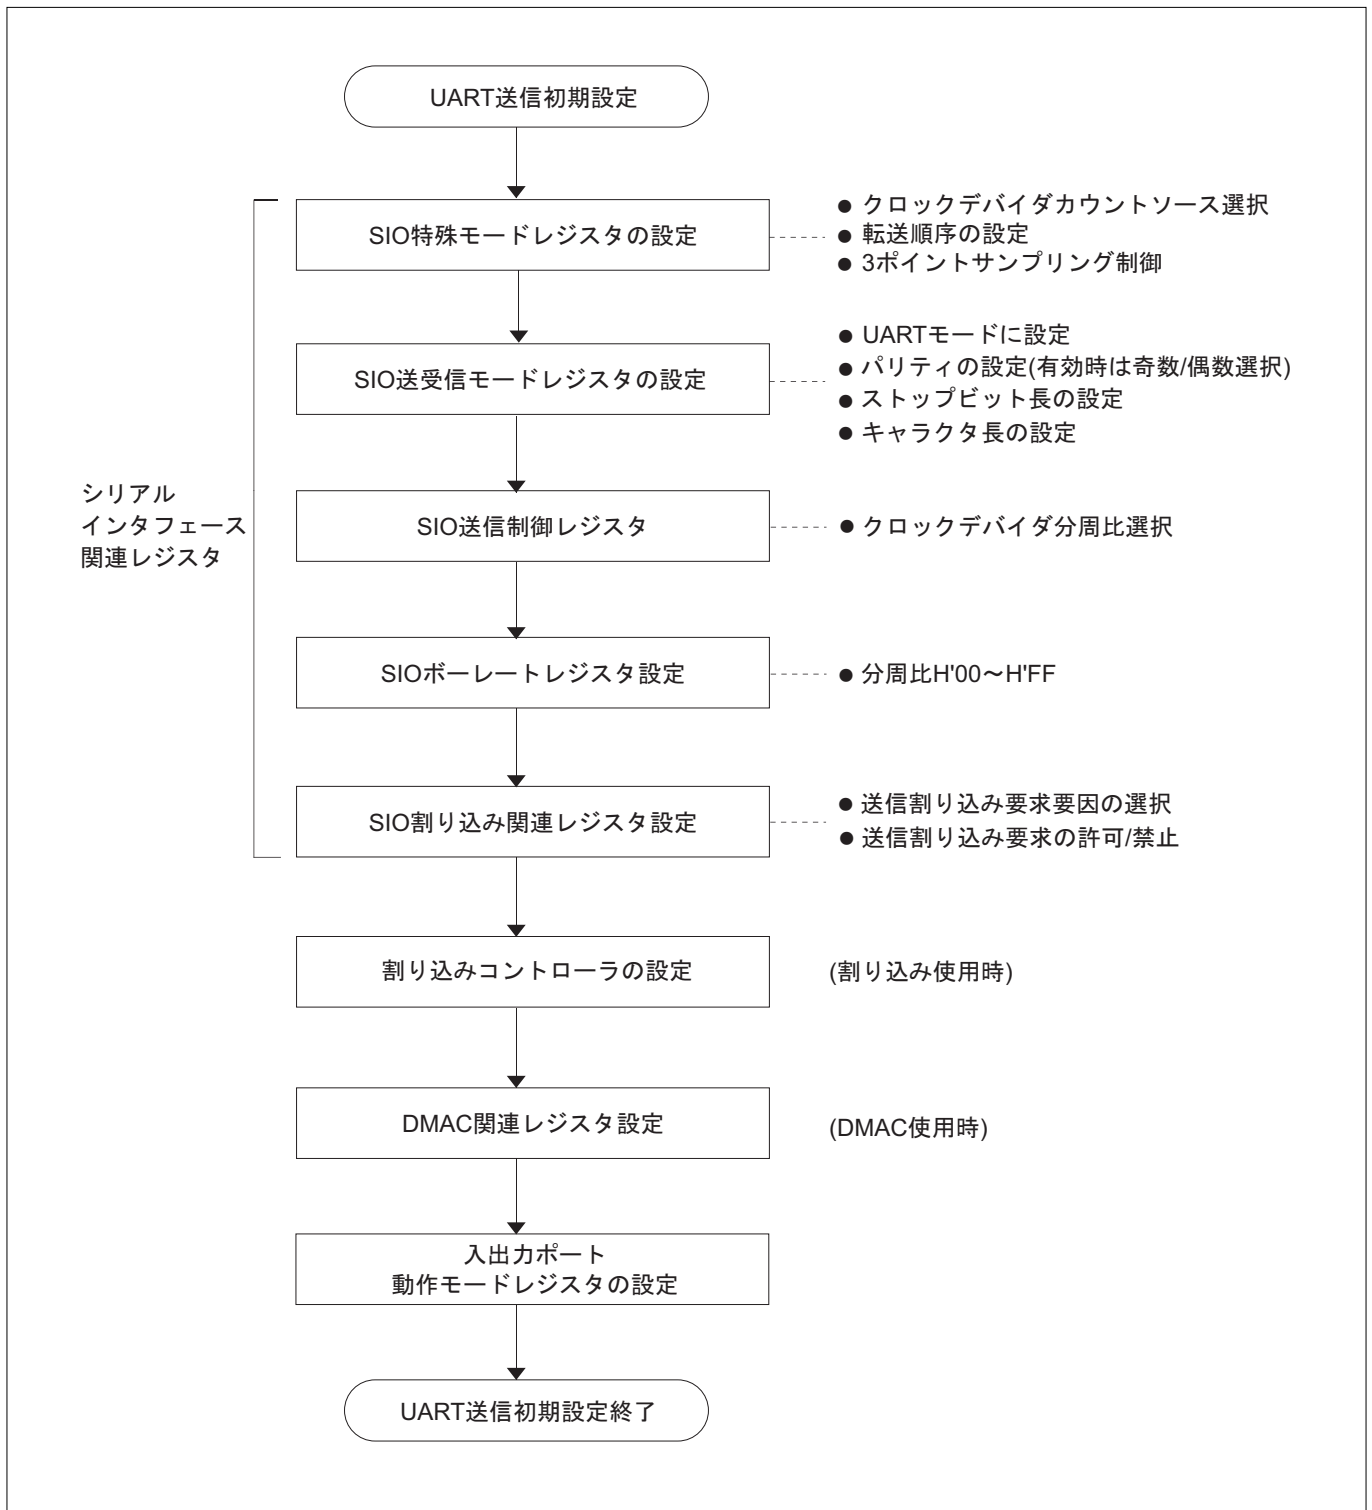 UART送信初期設定
SIO特殊モードレジスタの設定
● クロックデバイダカウントソース選択
● 転送順序の設定
● 3ポイントサンプリング制御
SIO送受信モードレジスタの設定
● UARTモードに設定
● パリティの設定(有効時は奇数/偶数選択)
● ストップビット長の設定
● キャラクタ長の設定
シリアル
インタフェース
関連レジスタ
SIO送信制御レジスタ
● クロックデバイダ分周比選択
SIOボーレートレジスタ設定
● 分周比H'00～H'FF
SIO割り込み関連レジスタ設定
● 送信割り込み要求要因の選択
● 送信割り込み要求の許可/禁止
割り込みコントローラの設定
(割り込み使用時)
DMAC関連レジスタ設定
(DMAC使用時)
入出力ポート
動作モードレジスタの設定
UART送信初期設定終了